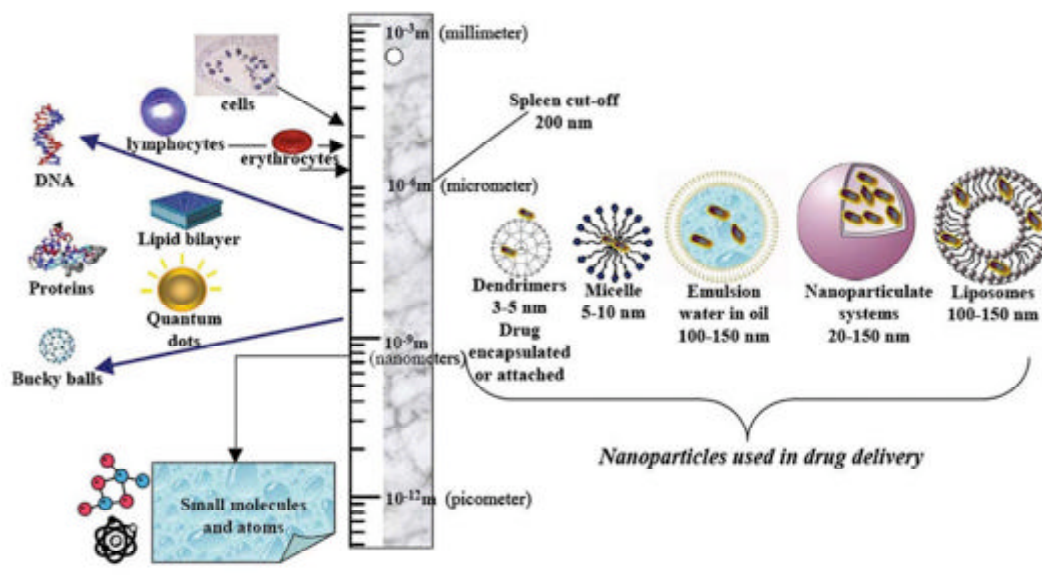 10⁻³m (millimeter)
cells
lymphocytes
erythrocytes
DNA
Spleen cut-off
200 nm
10⁻⁶m (micrometer)
Lipid bilayer
Proteins
Quantum
dots
Bucky balls
Dendrimers
3-5 nm
Drug
encapsulated
or attached
Micelle
5-10 nm
Emulsion
water in oil
100-150 nm
Nanoparticulate
systems
20-150 nm
Liposomes
100-150 nm
10⁻⁹m
(nanometers)
Nanoparticles used in drug delivery
Small molecules
and atoms
10⁻¹²m (picometer)